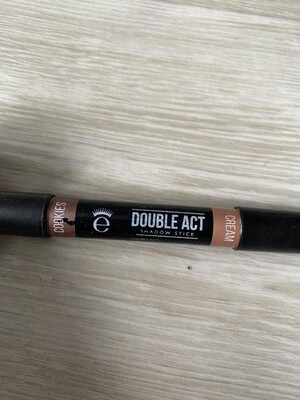 COOKIES
e
DOUBLE ACT
SHADOW STICK
CREAM